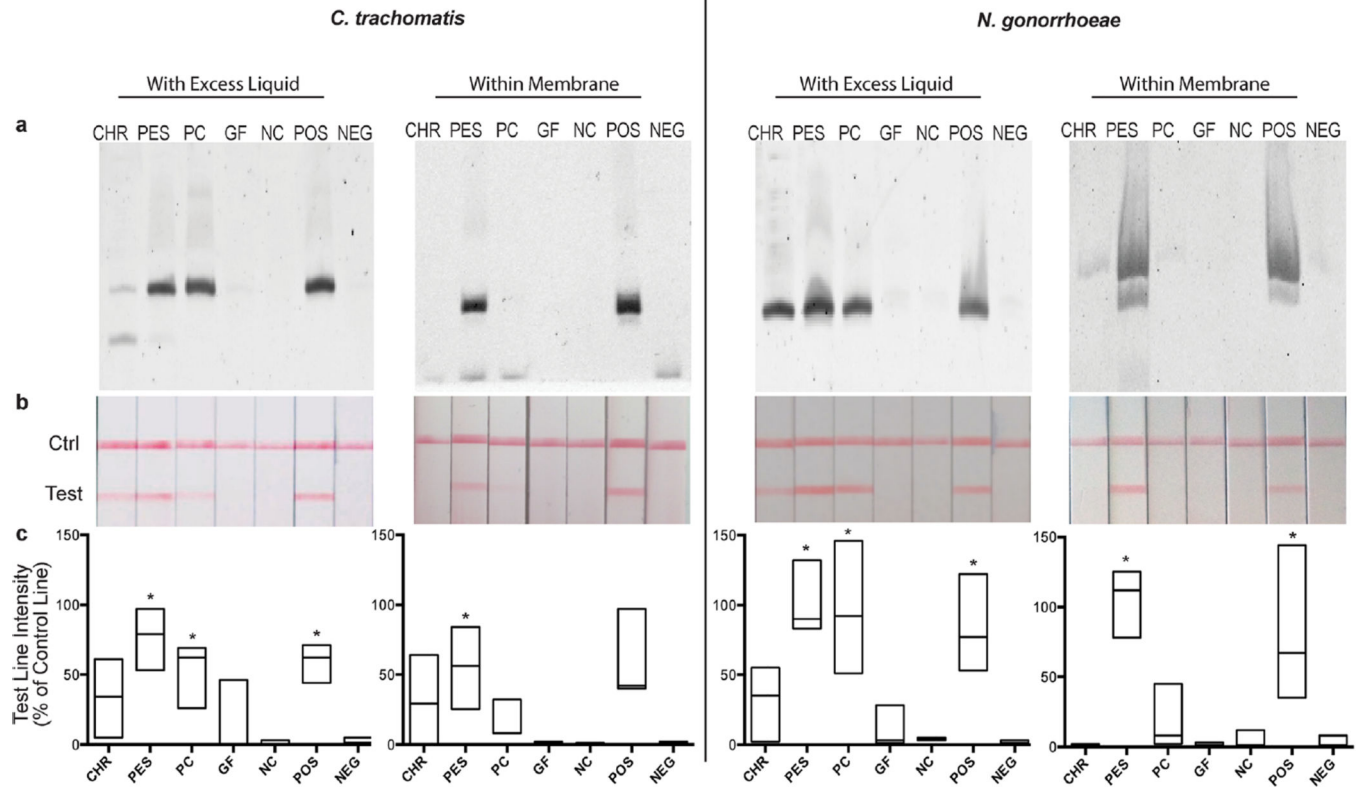 C. trachomatis
N. gonorrhoeae
With Excess Liquid
Within Membrane
With Excess Liquid
Within Membrane
a
CHR PES PC GF NC POS NEG
CHR PES PC GF NC POS NEG
CHR PES PC GF NC POS NEG
CHR PES PC GF NC POS NEG
b
Ctrl
Test
c
Test Line Intensity
(% of Control Line)
150
100
50
0
* * *
CHR PES PC GF NC POS NEG
150
100
50
0
*
CHR PES PC GF NC POS NEG
150
100
50
0
* * *
CHR PES PC GF NC POS NEG
150
100
50
0
* *
CHR PES PC GF NC POS NEG